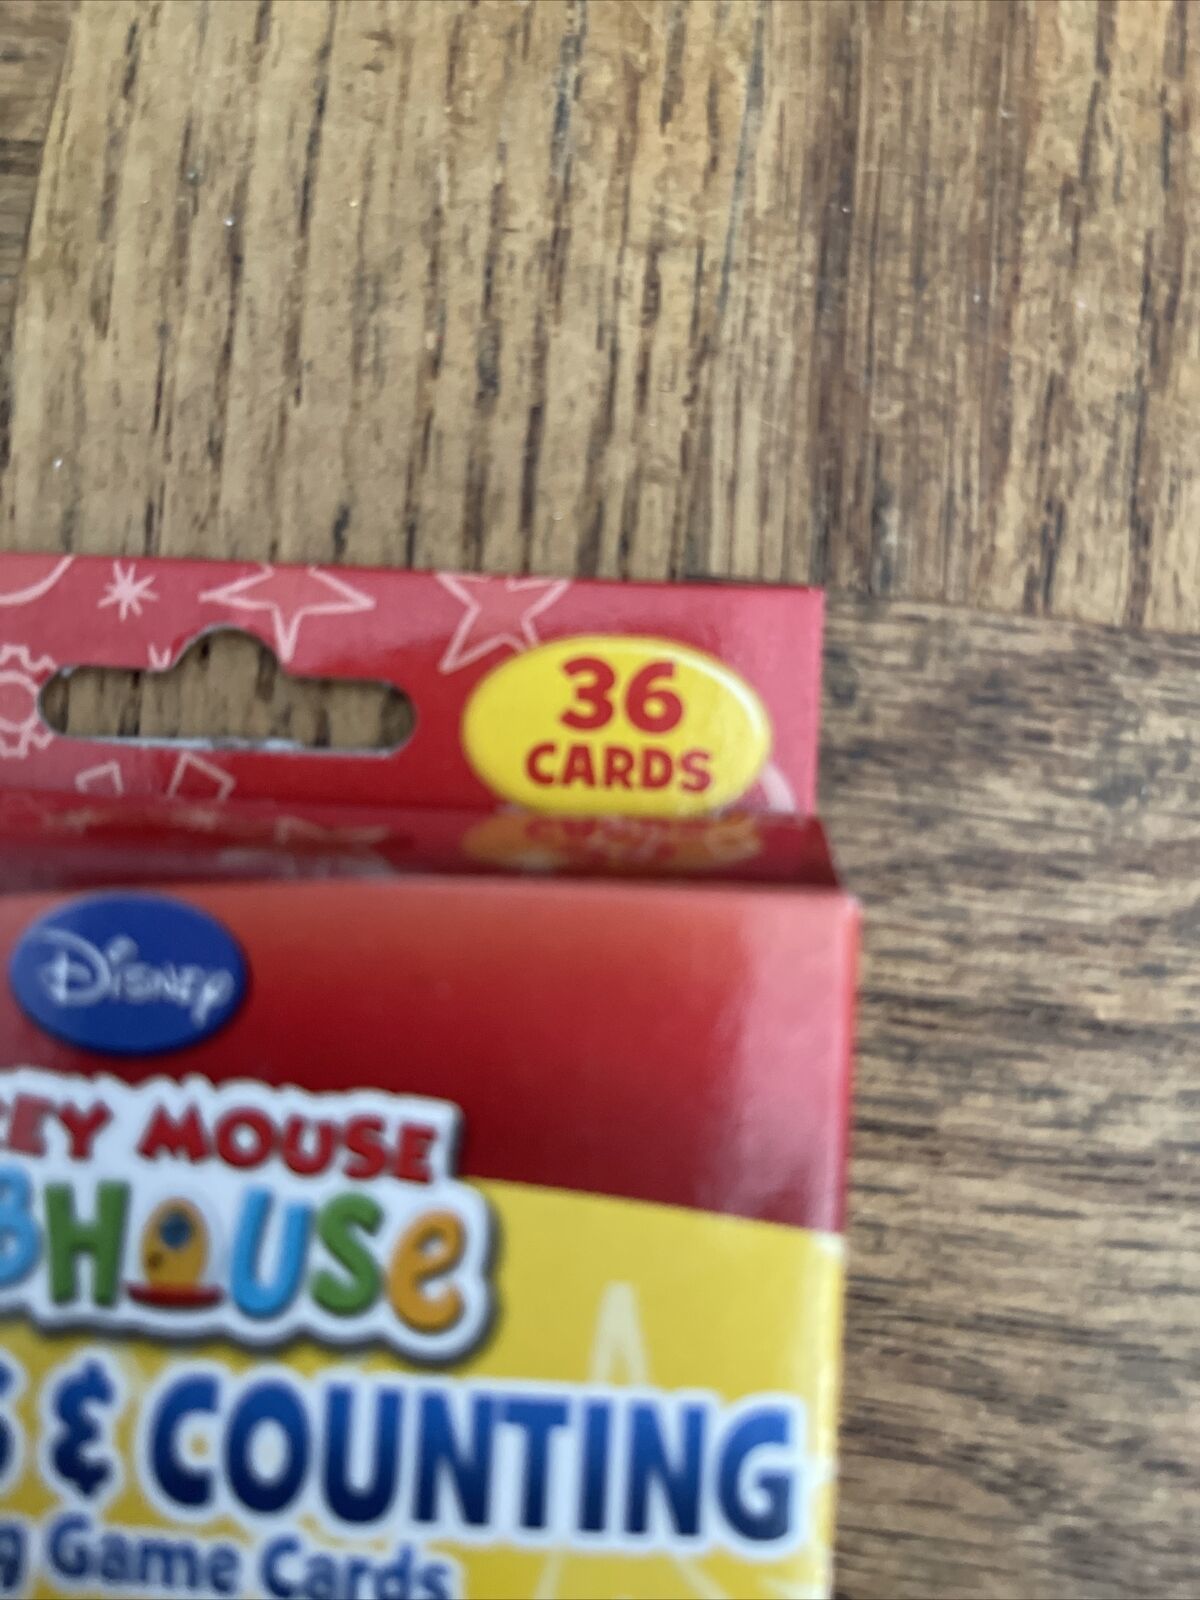 36
CARDS
Disney
EY MOUSE
BHOUSe
S & COUNTING
g Game Cards